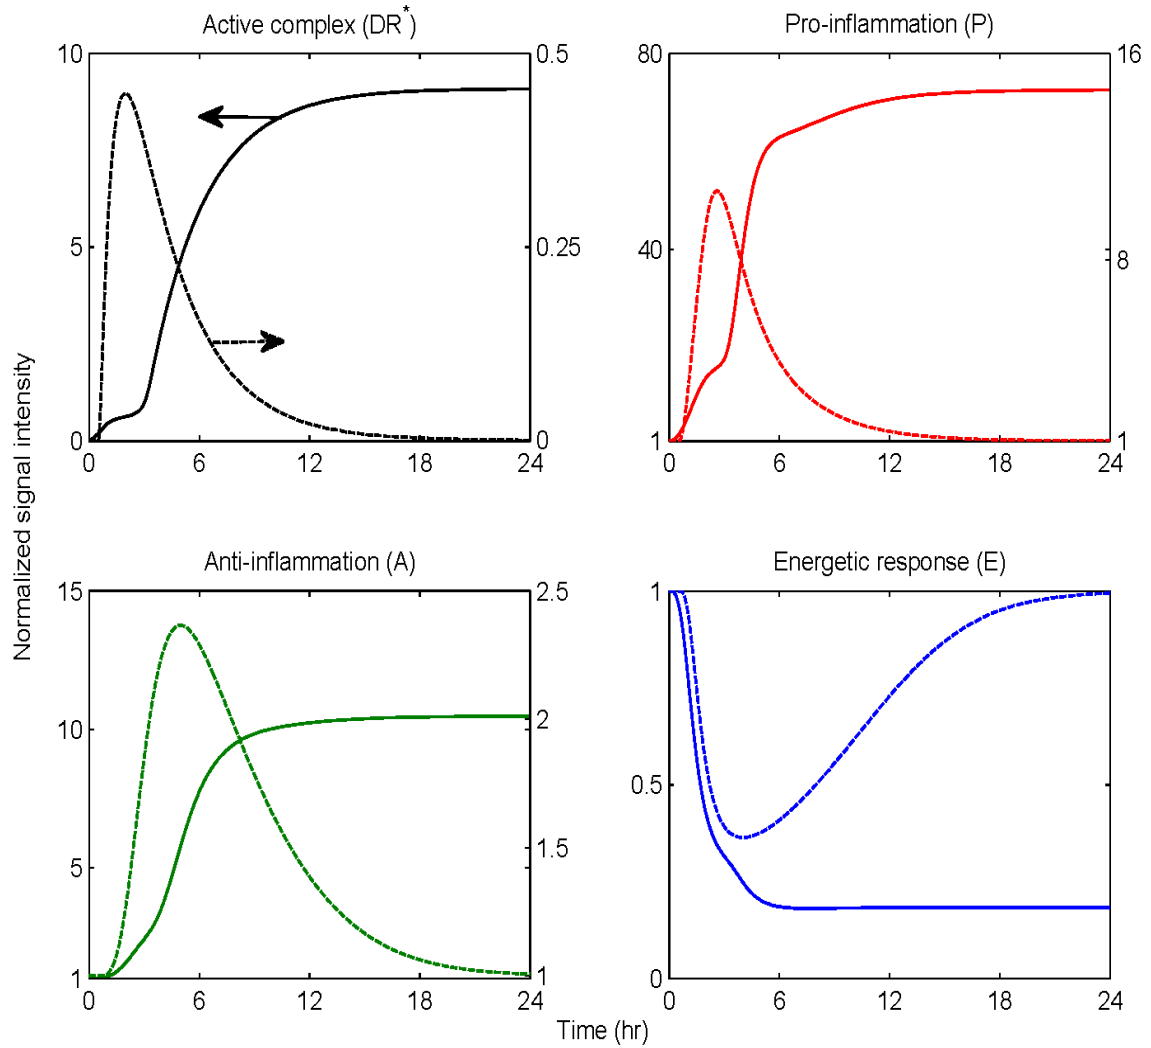 Active complex (DR*)
Pro-inflammation (P)
10 0.5 80 16
5 0.25 40 8
0 0 1 1
0 6 12 18 24 0 6 12 18 24
Normalized signal intensity
Anti-inflammation (A)
Energetic response (E)
15 2.5 1
10 2
5 1.5 0.5
1 1 0
0 6 12 18 24 0 6 12 18 24
Time (hr)